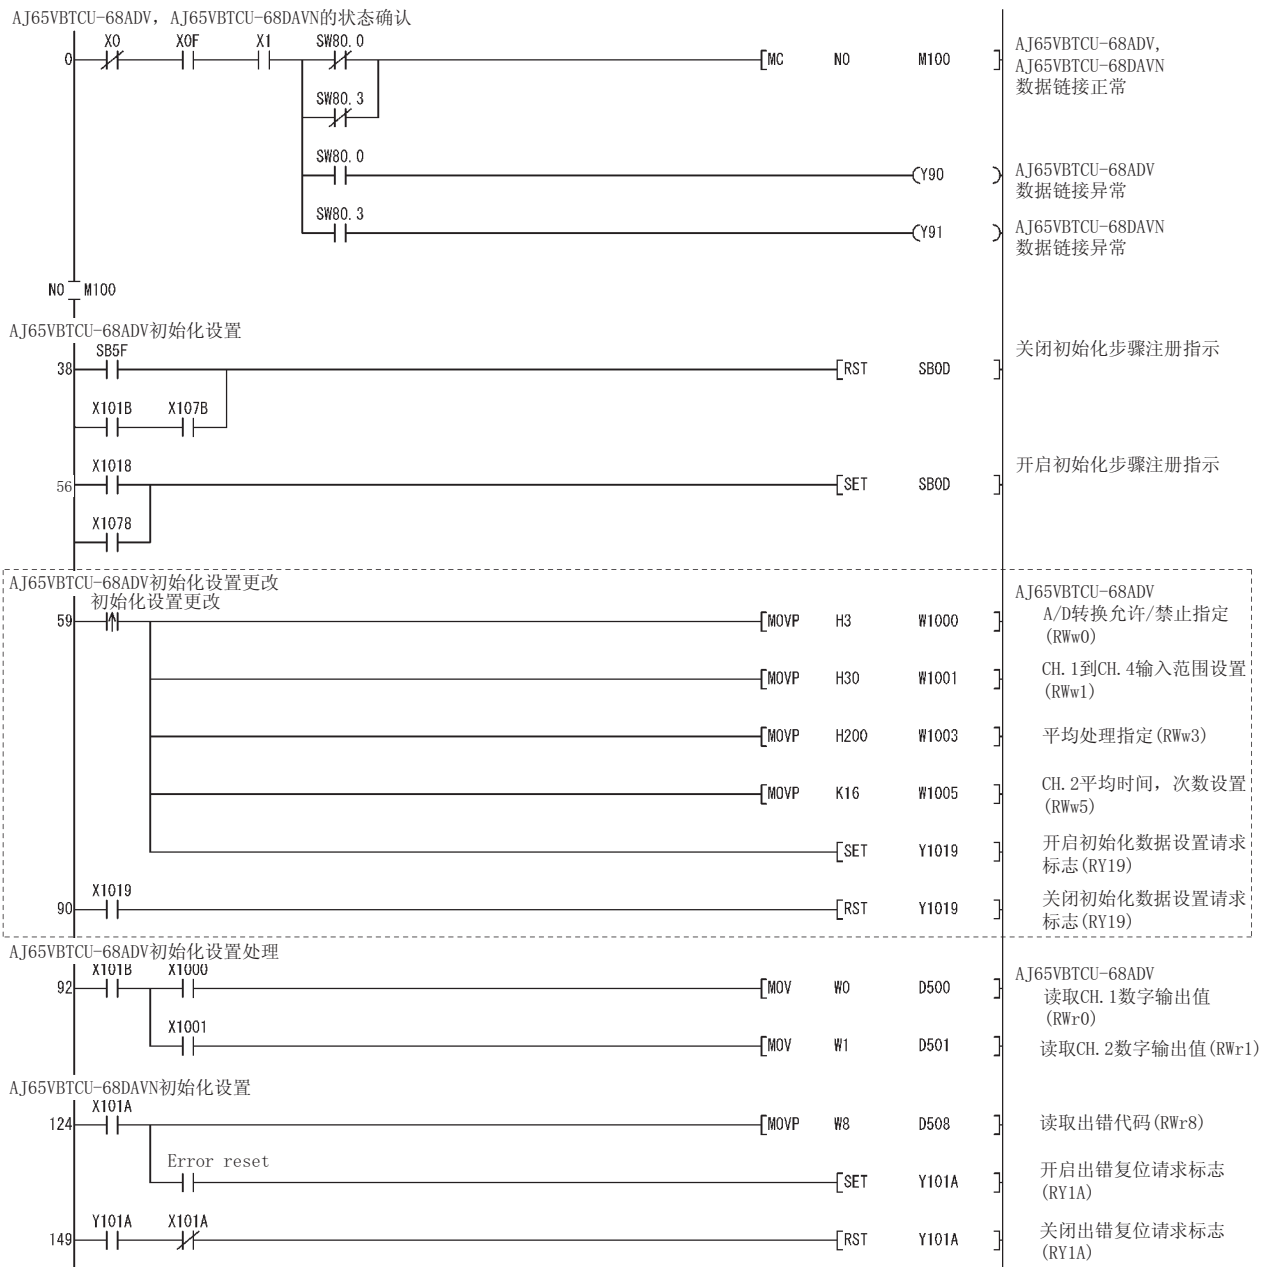 AJ65VBTCU-68ADV, AJ65VBTCU-68DAVN的状态确认
X0 X0F X1 SW80.0
0 [MC N0 M100 ] AJ65VBTCU-68ADV,
AJ65VBTCU-68DAVN
数据链接正常
SW80.3
SW80.0
(Y90 ) AJ65VBTCU-68ADV
数据链接异常
SW80.3
(Y91 ) AJ65VBTCU-68DAVN
数据链接异常
N0 M100
AJ65VBTCU-68ADV初始化设置
SB5F
38 [RST SB0D ] 关闭初始化步骤注册指示
X101B X107B
X1018
56 [SET SB0D ] 开启初始化步骤注册指示
X1078
AJ65VBTCU-68ADV初始化设置更改
初始化设置更改
59 [MOVP H3 W1000 ] AJ65VBTCU-68ADV
A/D转换允许/禁止指定
(RWw0)
[MOVP H30 W1001 ] CH.1到CH.4输入范围设置
(RWw1)
[MOVP H200 W1003 ] 平均处理指定(RWw3)
[MOVP K16 W1005 ] CH.2平均时间，次数设置
(RWw5)
[SET Y1019 ] 开启初始化数据设置请求
标志(RY19)
X1019
90 [RST Y1019 ] 关闭初始化数据设置请求
标志(RY19)
AJ65VBTCU-68ADV初始化设置处理
X101B X1000
92 [MOV W0 D500 ] AJ65VBTCU-68ADV
读取CH.1数字输出值
(RWr0)
X1001
[MOV W1 D501 ] 读取CH.2数字输出值(RWr1)
AJ65VBTCU-68DAVN初始化设置
X101A
124 [MOVP W8 D508 ] 读取出错代码(RWr8)
Error reset
[SET Y101A ] 开启出错复位请求标志
(RY1A)
Y101A X101A
149 [RST Y101A ] 关闭出错复位请求标志
(RY1A)